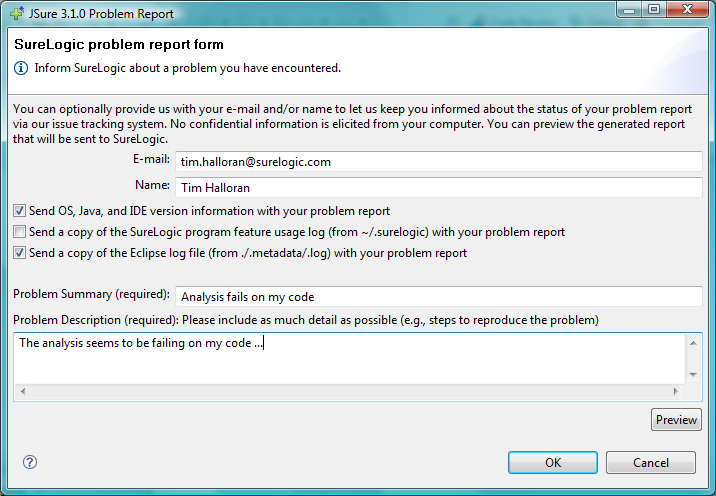 JSure 3.1.0 Problem Report
SureLogic problem report form
Inform SureLogic about a problem you have encountered.
You can optionally provide us with your e-mail and/or name to let us keep you informed about the status of your problem report
via our issue tracking system. No confidential information is elicited from your computer. You can preview the generated report
that will be sent to SureLogic.
E-mail: tim.halloran@surelogic.com
Name: Tim Halloran
Send OS, Java, and IDE version information with your problem report
Send a copy of the SureLogic program feature usage log (from ~/.surelogic) with your problem report
Send a copy of the Eclipse log file (from ./.metadata/.log) with your problem report
Problem Summary (required): Analysis fails on my code
Problem Description (required): Please include as much detail as possible (e.g., steps to reproduce the problem)
The analysis seems to be failing on my code ...
Preview
OK Cancel